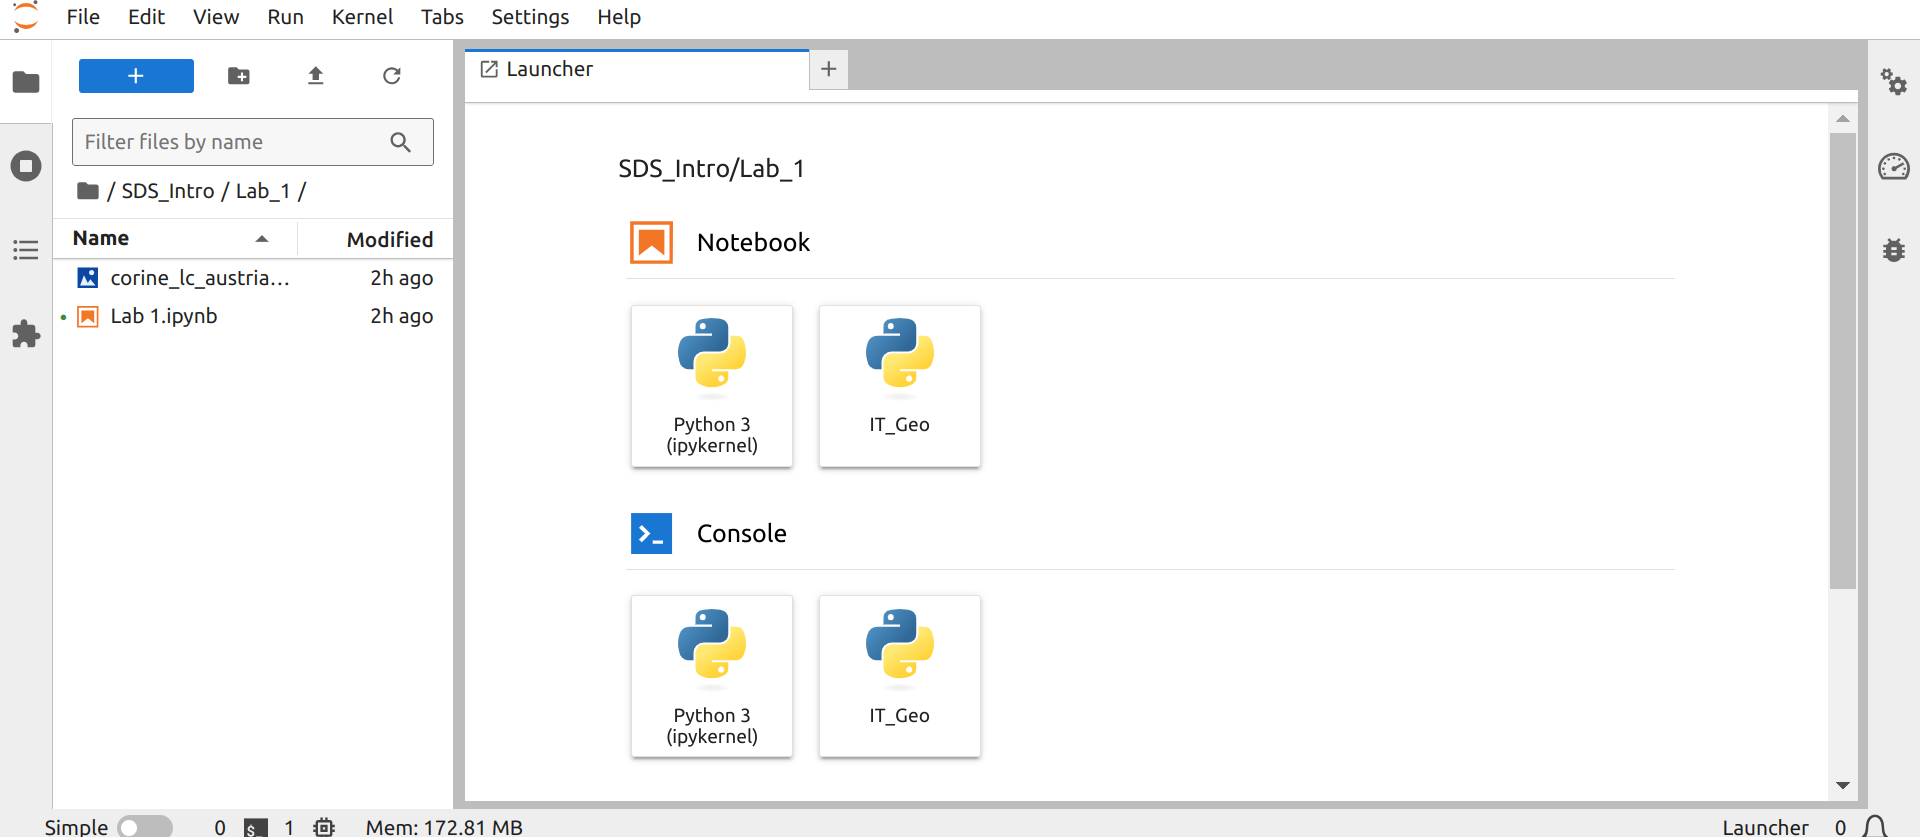 File Edit View Run Kernel Tabs Settings Help
Launcher
Filter files by name
/ SDS_Intro / Lab_1 /
Name Modified
corine_lc_austria... 2h ago
Lab 1.ipynb 2h ago
SDS_Intro/Lab_1
Notebook
Python 3
(ipykernel)
IT_Geo
Console
Python 3
(ipykernel)
IT_Geo
Simple 0 $_ 1 Mem: 172.81 MB Launcher 0